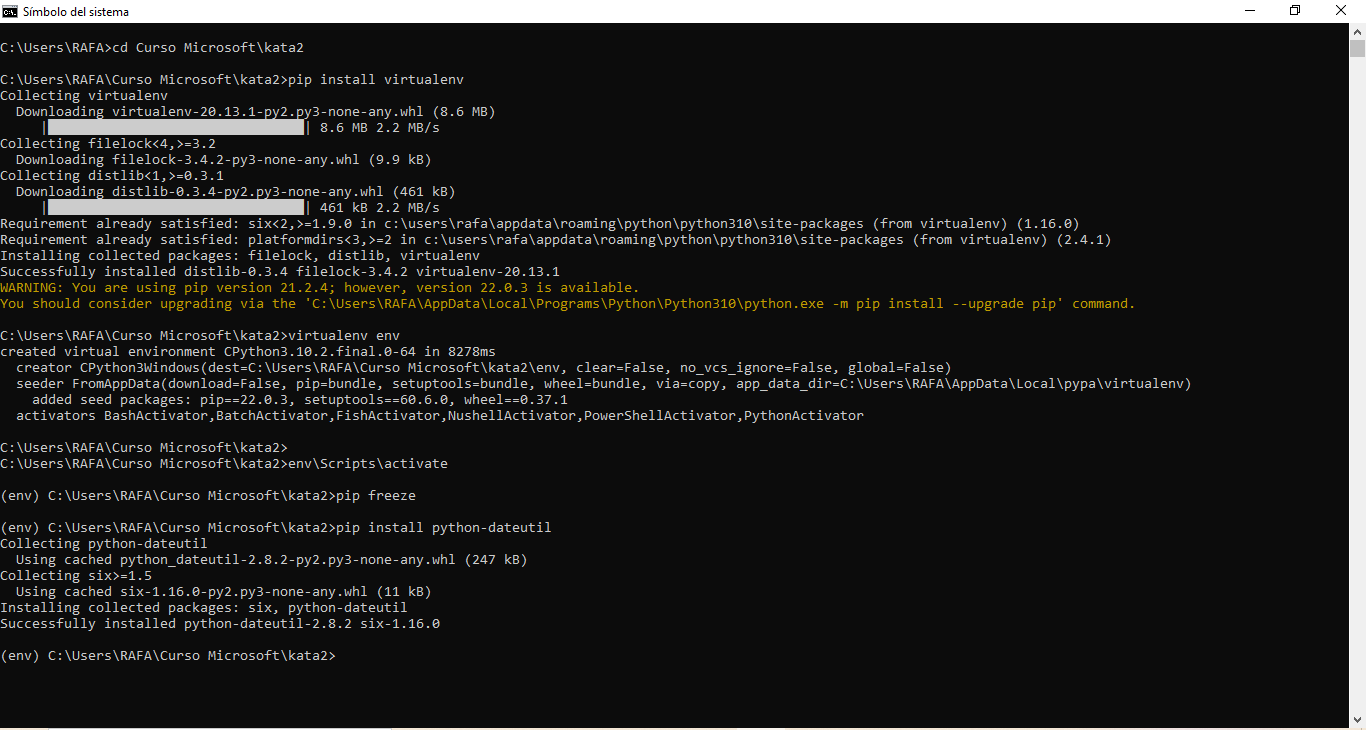 Símbolo del sistema
C:\Users\RAFA>cd Curso Microsoft\kata2
C:\Users\RAFA\Curso Microsoft\kata2>pip install virtualenv
Collecting virtualenv
  Downloading virtualenv-20.13.1-py2.py3-none-any.whl (8.6 MB)
     |████████████████████████████████| 8.6 MB 2.2 MB/s
Collecting filelock<4,>=3.2
  Downloading filelock-3.4.2-py3-none-any.whl (9.9 kB)
Collecting distlib<1,>=0.3.1
  Downloading distlib-0.3.4-py2.py3-none-any.whl (461 kB)
     |████████████████████████████████| 461 kB 2.2 MB/s
Requirement already satisfied: six<2,>=1.9.0 in c:\users\rafa\appdata\roaming\python\python310\site-packages (from virtualenv) (1.16.0)
Requirement already satisfied: platformdirs<3,>=2 in c:\users\rafa\appdata\roaming\python\python310\site-packages (from virtualenv) (2.4.1)
Installing collected packages: filelock, distlib, virtualenv
Successfully installed distlib-0.3.4 filelock-3.4.2 virtualenv-20.13.1
WARNING: You are using pip version 21.2.4; however, version 22.0.3 is available.
You should consider upgrading via the 'C:\Users\RAFA\AppData\Local\Programs\Python\Python310\python.exe -m pip install --upgrade pip' command.
C:\Users\RAFA\Curso Microsoft\kata2>virtualenv env
created virtual environment CPython3.10.2.final.0-64 in 8278ms
  creator CPython3Windows(dest=C:\Users\RAFA\Curso Microsoft\kata2\env, clear=False, no_vcs_ignore=False, global=False)
  seeder FromAppData(download=False, pip=bundle, setuptools=bundle, wheel=bundle, via=copy, app_data_dir=C:\Users\RAFA\AppData\Local\pypa\virtualenv)
    added seed packages: pip==22.0.3, setuptools==60.6.0, wheel==0.37.1
  activators BashActivator,BatchActivator,FishActivator,NushellActivator,PowerShellActivator,PythonActivator
C:\Users\RAFA\Curso Microsoft\kata2>
C:\Users\RAFA\Curso Microsoft\kata2>env\Scripts\activate
(env) C:\Users\RAFA\Curso Microsoft\kata2>pip freeze
(env) C:\Users\RAFA\Curso Microsoft\kata2>pip install python-dateutil
Collecting python-dateutil
  Using cached python_dateutil-2.8.2-py2.py3-none-any.whl (247 kB)
Collecting six>=1.5
  Using cached six-1.16.0-py2.py3-none-any.whl (11 kB)
Installing collected packages: six, python-dateutil
Successfully installed python-dateutil-2.8.2 six-1.16.0
(env) C:\Users\RAFA\Curso Microsoft\kata2>